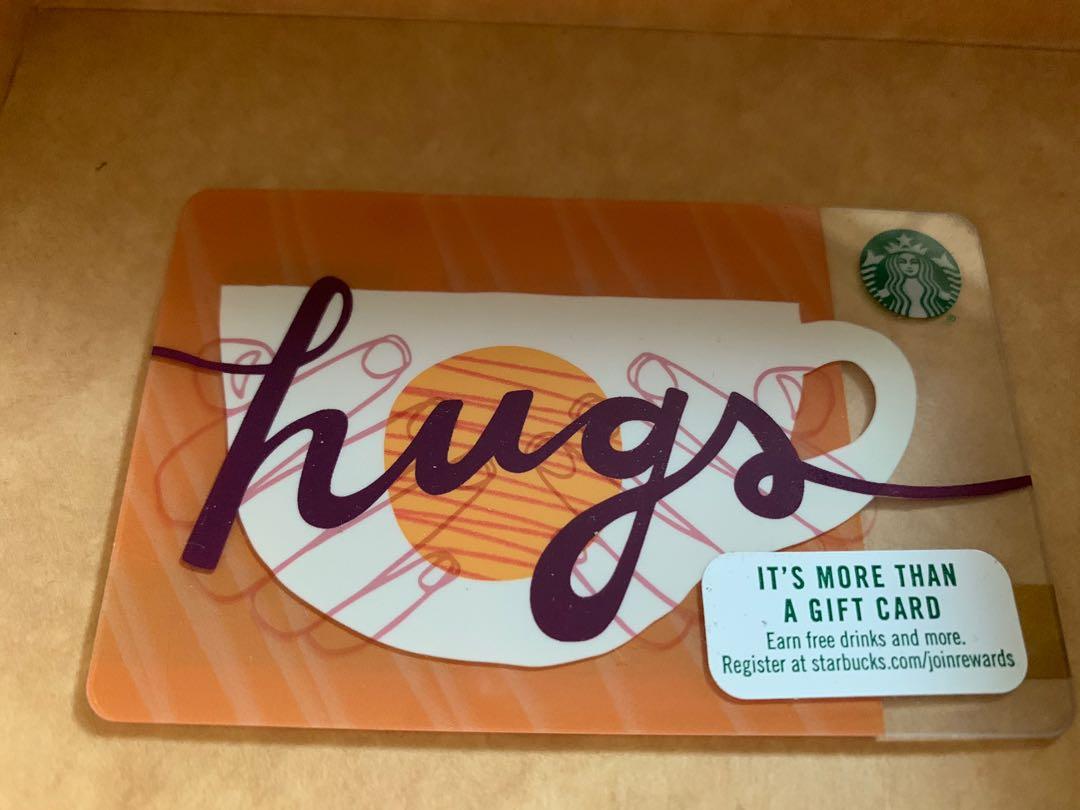 hugs
IT'S MORE THAN
A GIFT CARD
Earn free drinks and more.
Register at starbucks.com/joinrewards
®